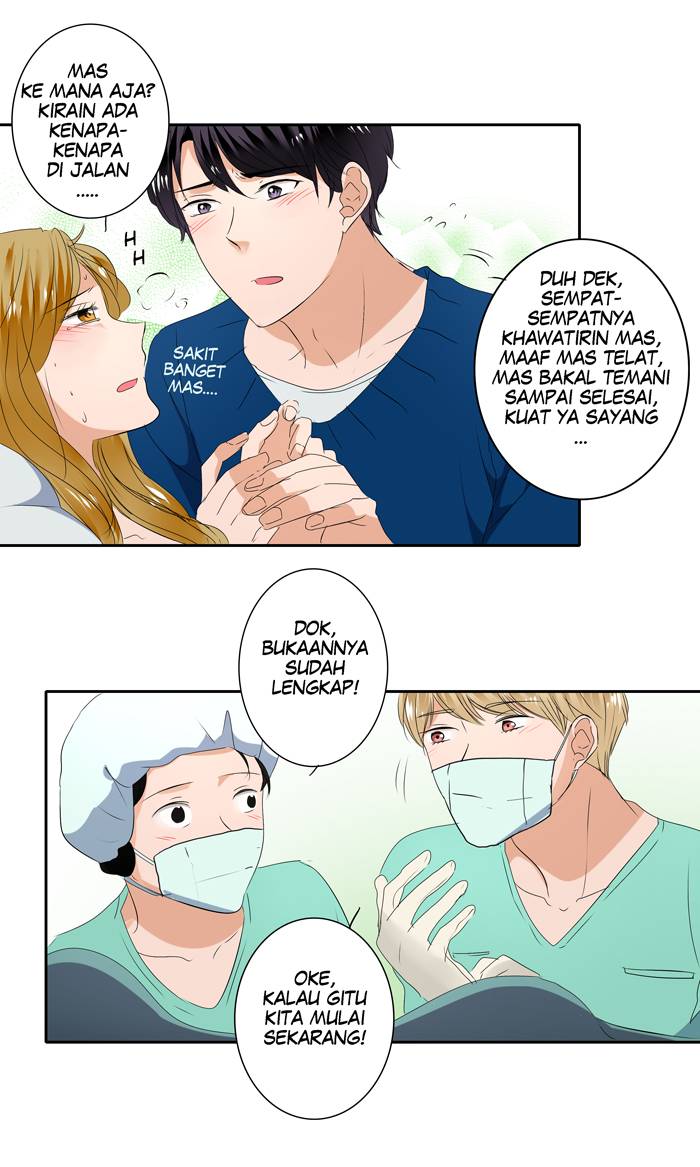 MAS
KE MANA AJA?
KIRAIN ADA
KENAPA-
KENAPA
DI JALAN
.....
H
H
SAKIT
BANGET
MAS....
DUH DEK,
SEMPAT-
SEMPATNYA
KHAWATIRIN MAS,
MAAF MAS TELAT,
MAS BAKAL TEMANI
SAMPAI SELESAI,
KUAT YA SAYANG
...
DOK,
BUKAANNYA
SUDAH
LENGKAP!
OKE,
KALAU GITU
KITA MULAI
SEKARANG!